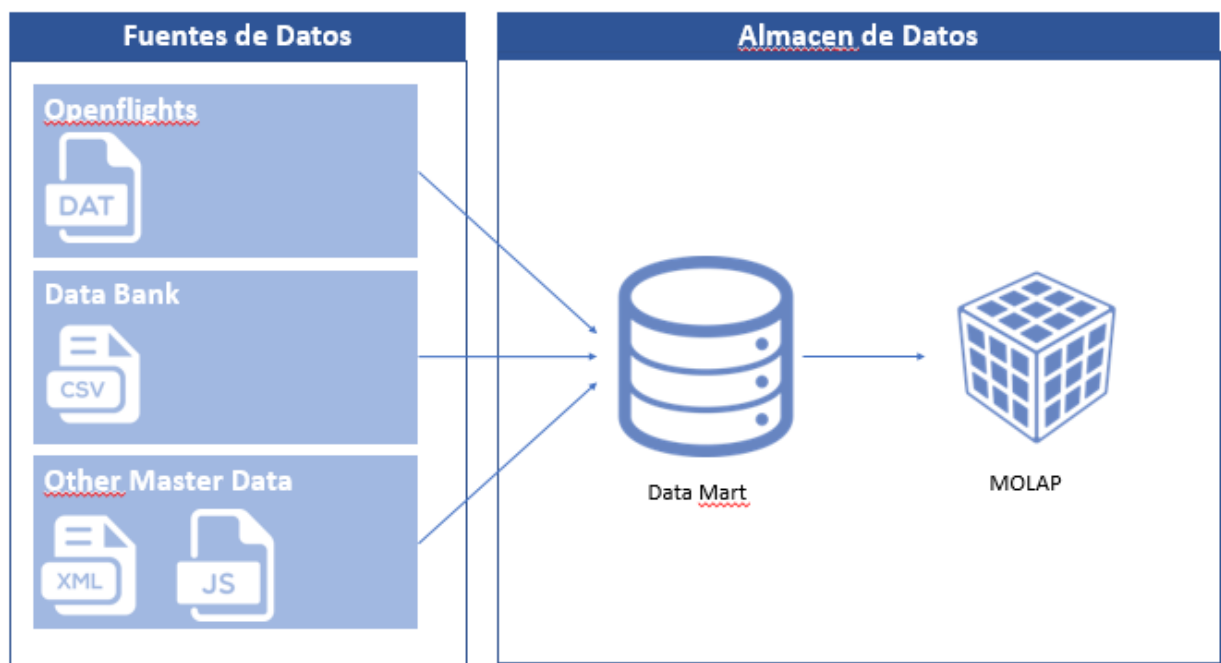 Fuentes de Datos
Almacen de Datos
Openflights
DAT
Data Bank
CSV
Other Master Data
XML
JS
Data Mart
MOLAP